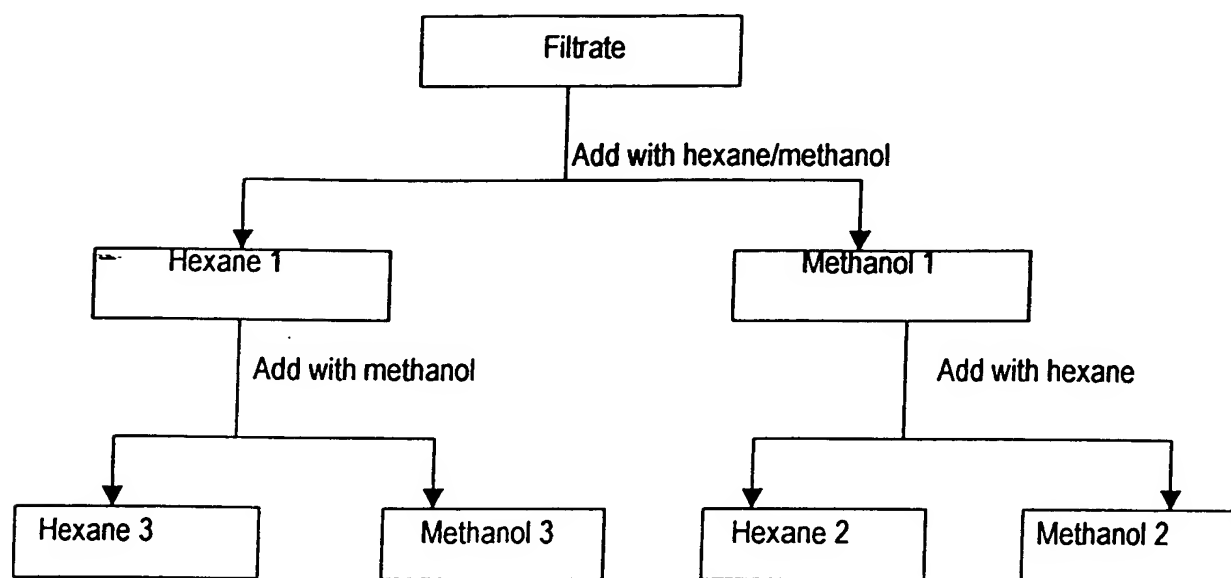 Filtrate
Add with hexane/methanol
Hexane 1
Methanol 1
Add with methanol
Add with hexane
Hexane 3
Methanol 3
Hexane 2
Methanol 2